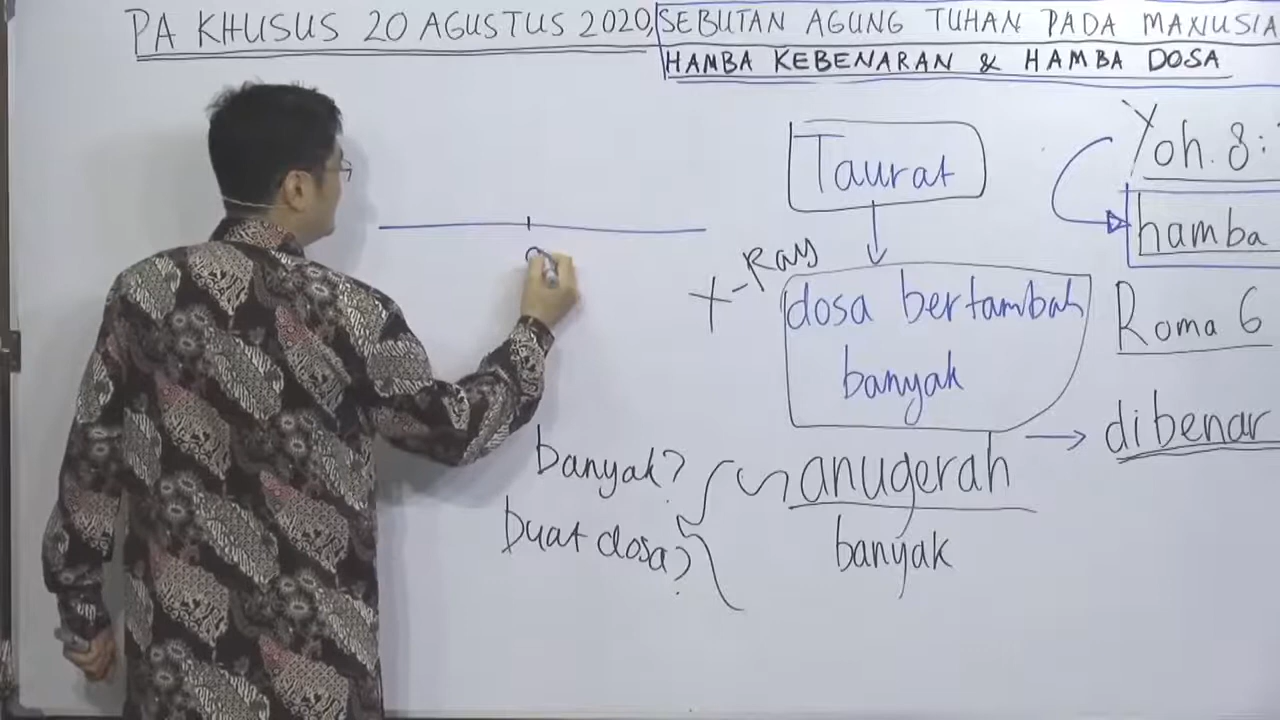 PA KHUSUS 20 AGUSTUS 2020, SEBUTAN AGUNG TUHAN PADA MANUSIA
HAMBA KEBENARAN & HAMBA DOSA
Taurat
Yoh. 8:
hamba
X-Ray
dosa bertambah
banyak
Roma 6
dibenar
banyak?
anugerah
buat dosa?
banyak